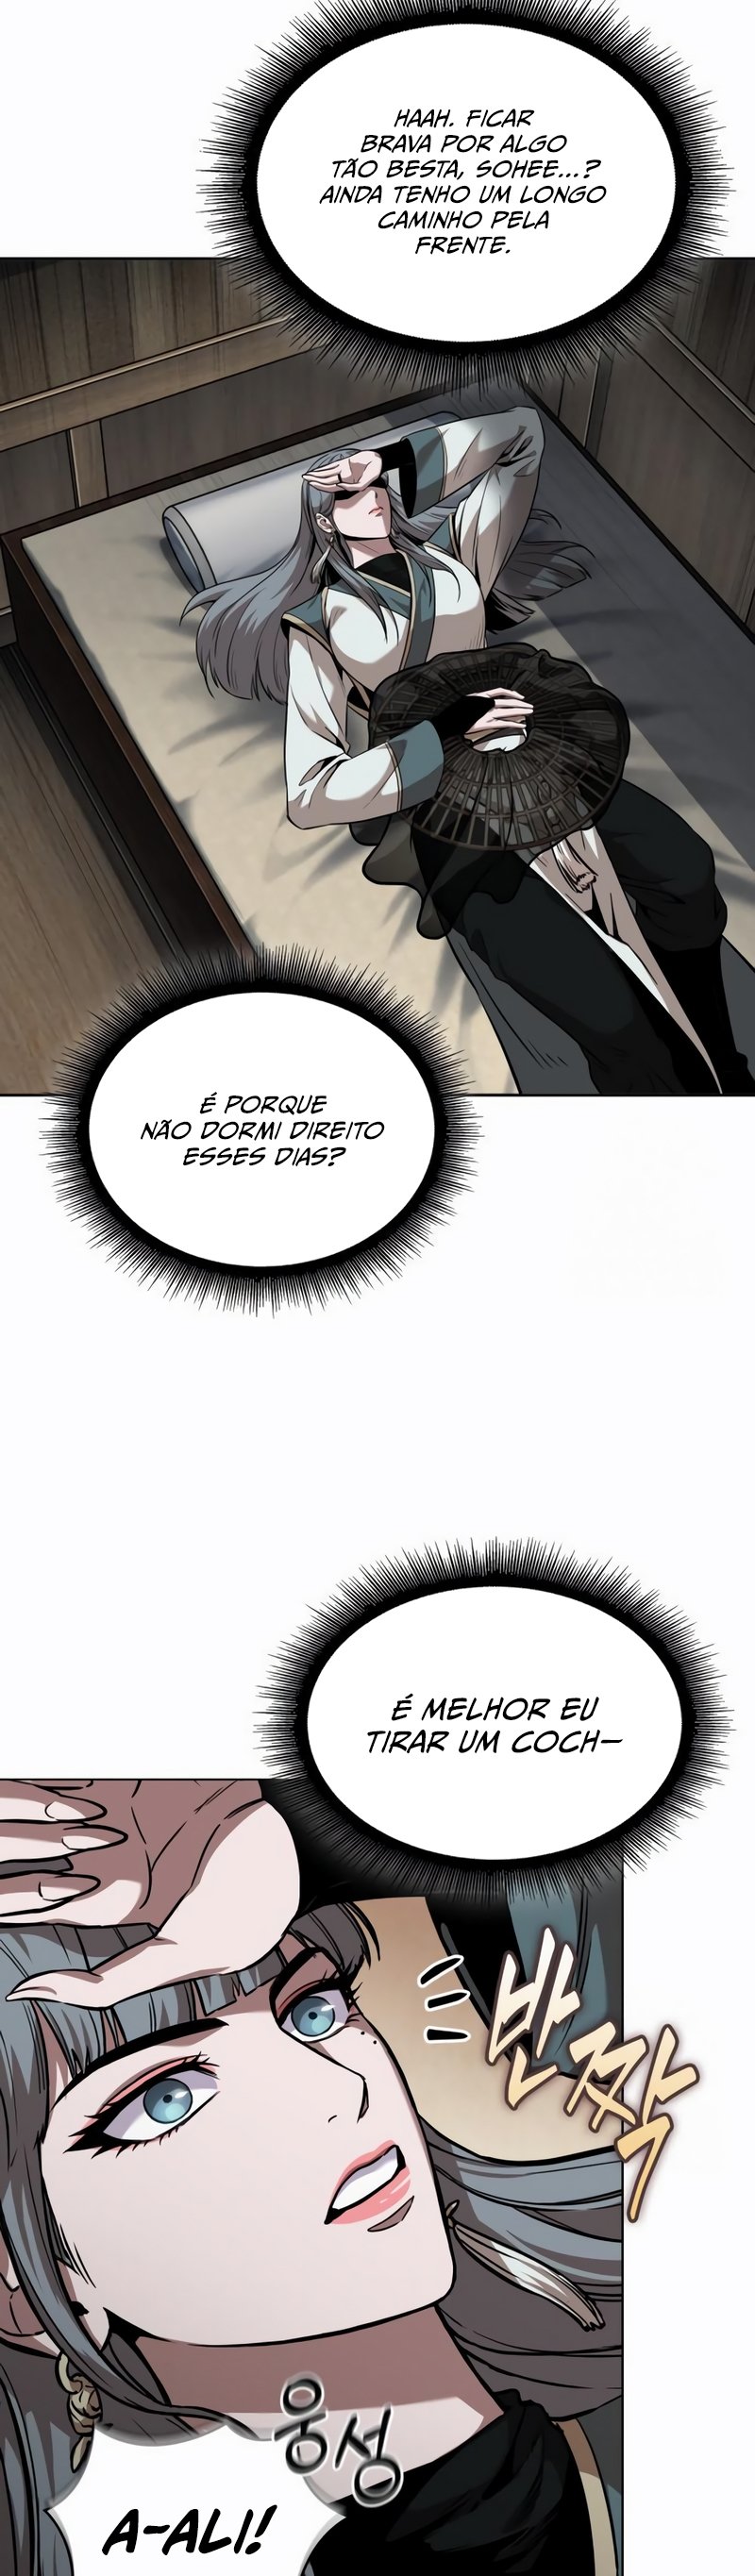 HAAH. FICAR
BRAVA POR ALGO
TÃO BESTA, SOHEE...?
AINDA TENHO UM LONGO
CAMINHO PELA
FRENTE.
É PORQUE
NÃO DORMI DIREITO
ESSES DIAS?
É MELHOR EU
TIRAR UM COCH–
반짝
웅성
A-ALI!